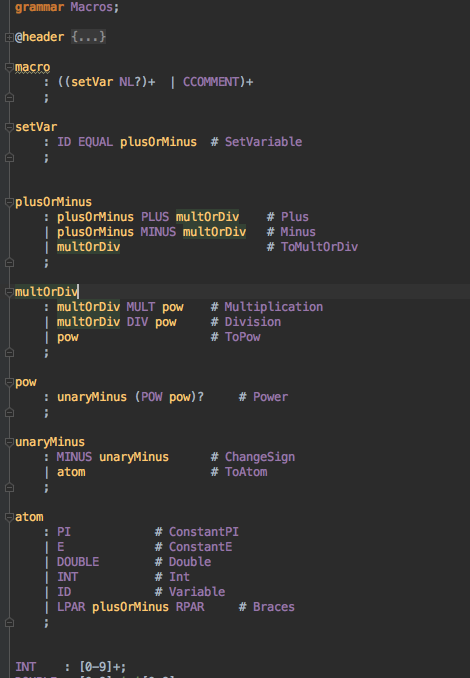 grammar Macros;
@header {...}
macro
: ((setVar NL?)+ | CCOMMENT)+
;
setVar
: ID EQUAL plusOrMinus # SetVariable
;
plusOrMinus
: plusOrMinus PLUS multOrDiv # Plus
| plusOrMinus MINUS multOrDiv # Minus
| multOrDiv # ToMultOrDiv
;
multOrDiv
: multOrDiv MULT pow # Multiplication
| multOrDiv DIV pow # Division
| pow # ToPow
;
pow
: unaryMinus (POW pow)? # Power
;
unaryMinus
: MINUS unaryMinus # ChangeSign
| atom # ToAtom
;
atom
: PI # ConstantPI
| E # ConstantE
| DOUBLE # Double
| INT # Int
| ID # Variable
| LPAR plusOrMinus RPAR # Braces
;
INT : [0-9]+;